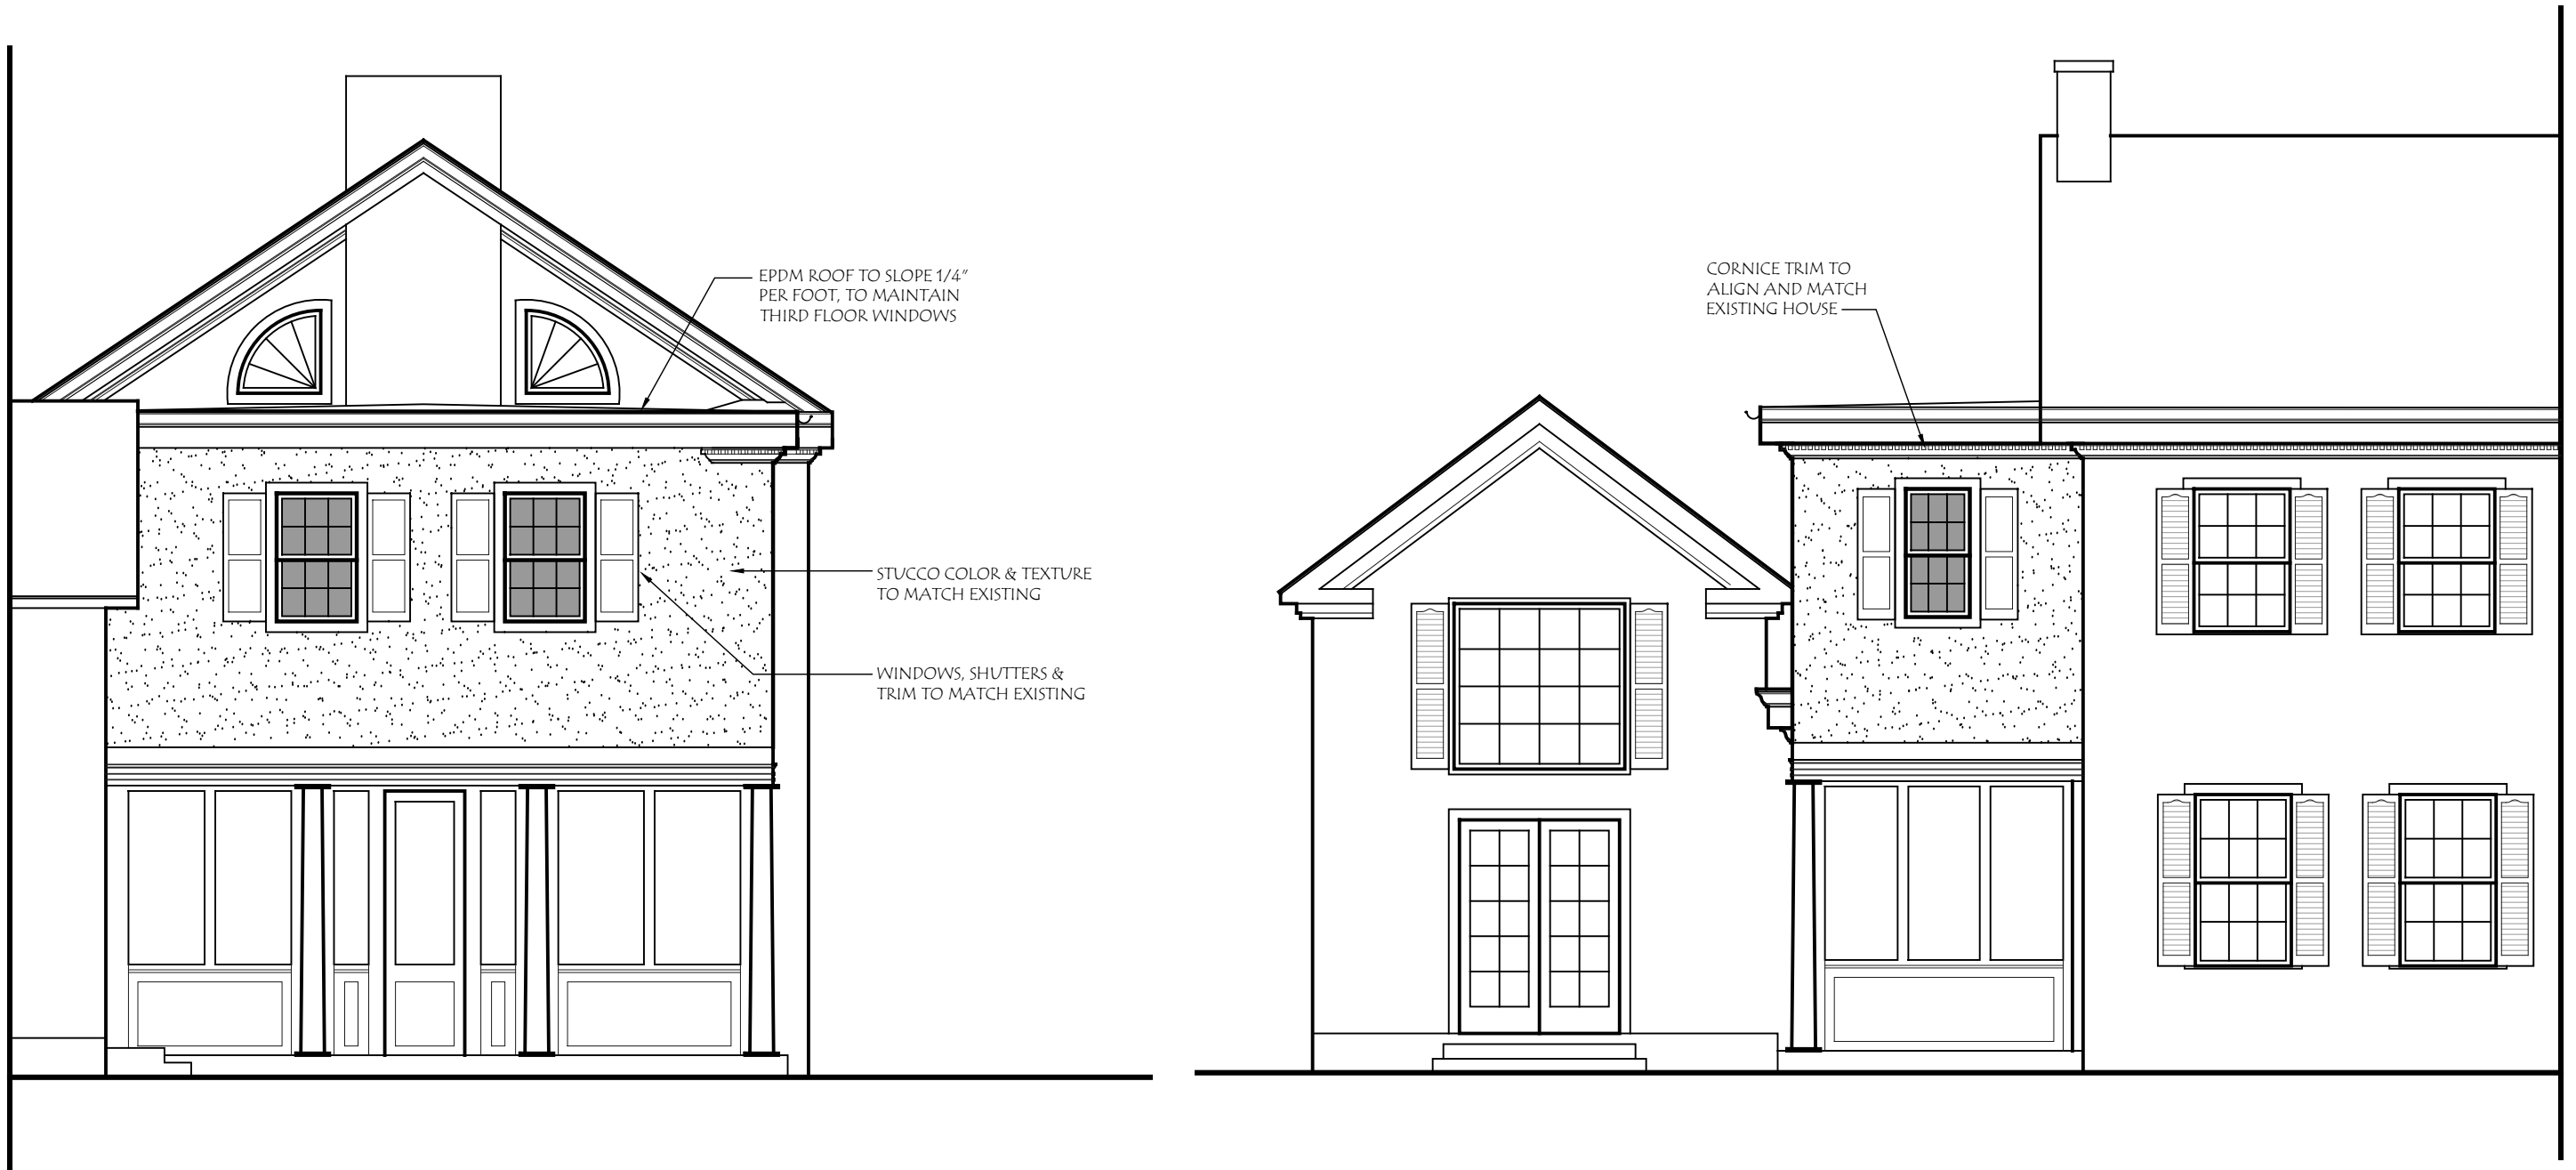 EPDM ROOF TO SLOPE 1/4"
PER FOOT, TO MAINTAIN
THIRD FLOOR WINDOWS
STUCCO COLOR & TEXTURE
TO MATCH EXISTING
WINDOWS, SHUTTERS &
TRIM TO MATCH EXISTING
CORNICE TRIM TO
ALIGN AND MATCH
EXISTING HOUSE